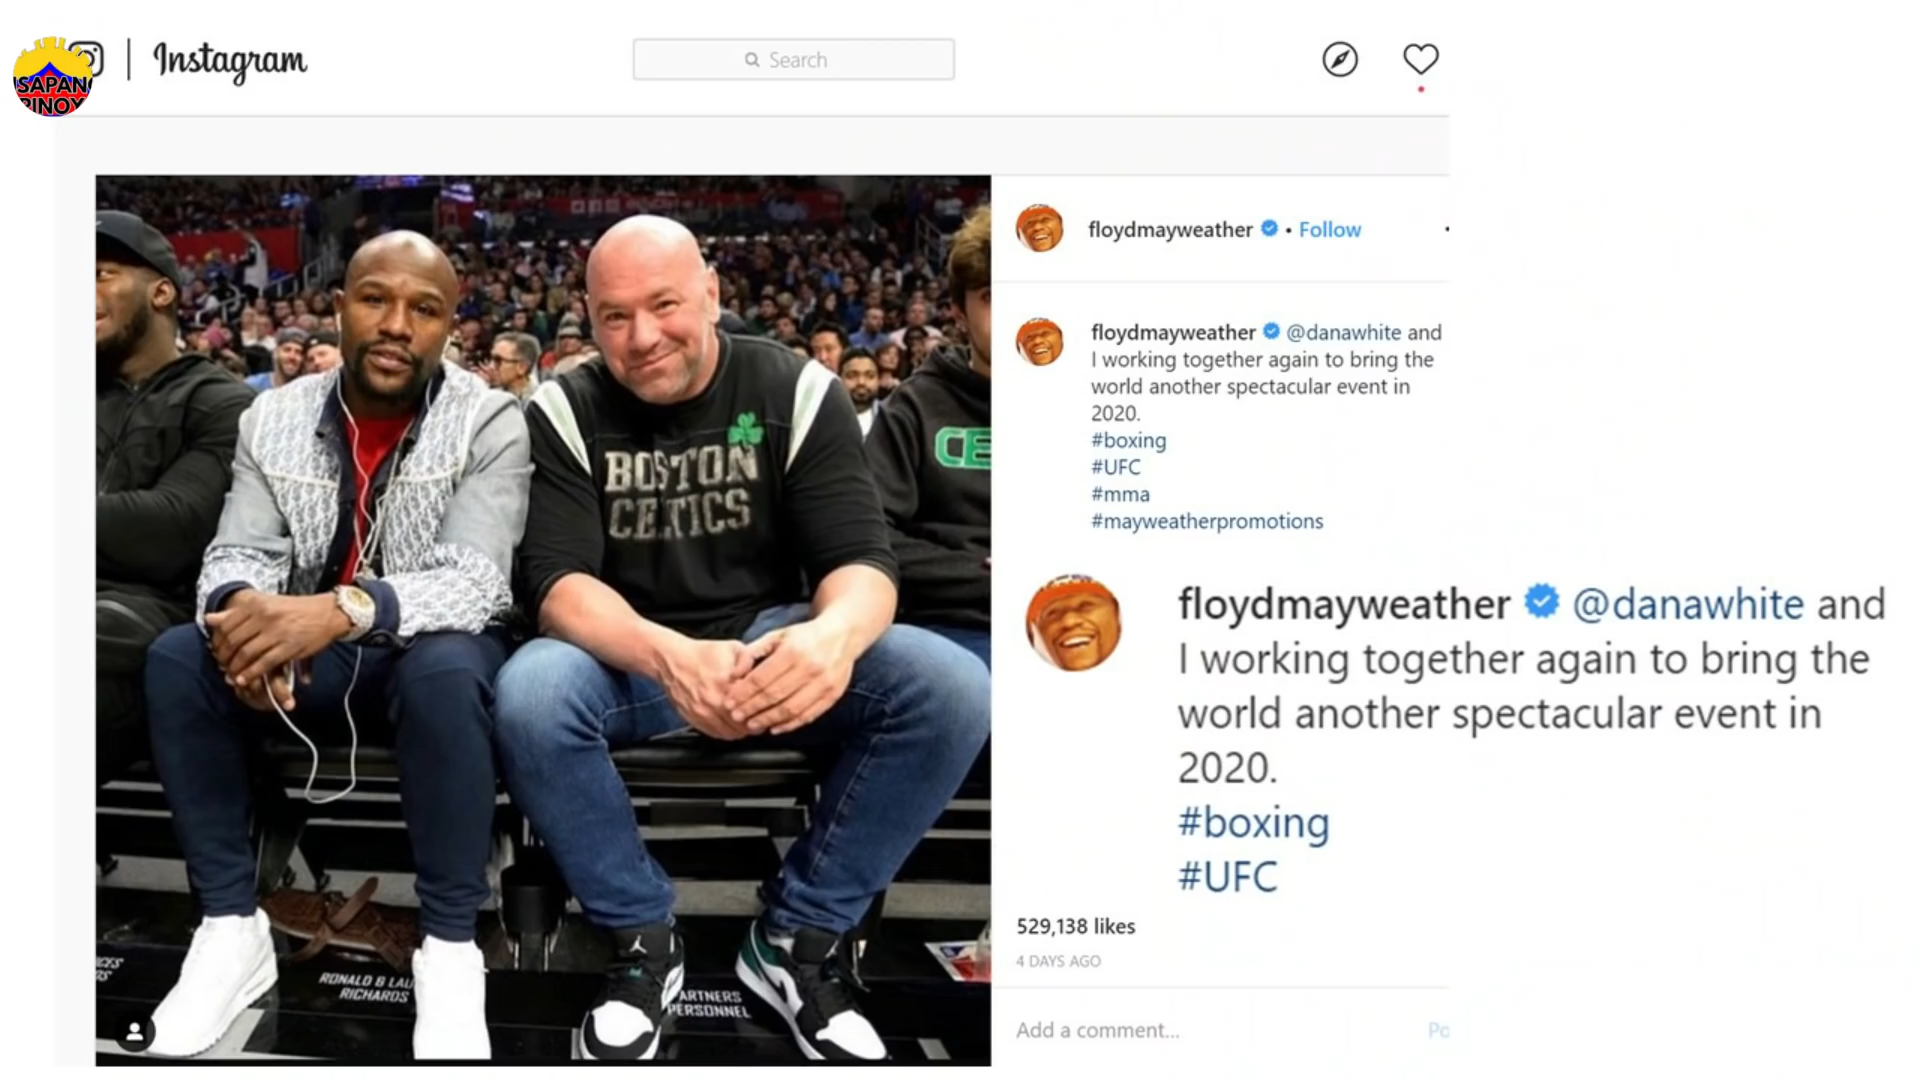 SAPAN
PINOY
Instagram
Search
BOSTON
CELTICS
CE
RONALD & LAU
RICHARDS
ARTNERS
PERSONNEL
floydmayweather • Follow
floydmayweather @danawhite and
I working together again to bring the
world another spectacular event in
2020.
#boxing
#UFC
#mma
#mayweatherpromotions
floydmayweather @danawhite and
I working together again to bring the
world another spectacular event in
2020.
#boxing
#UFC
529,138 likes
4 DAYS AGO
Add a comment...
Po